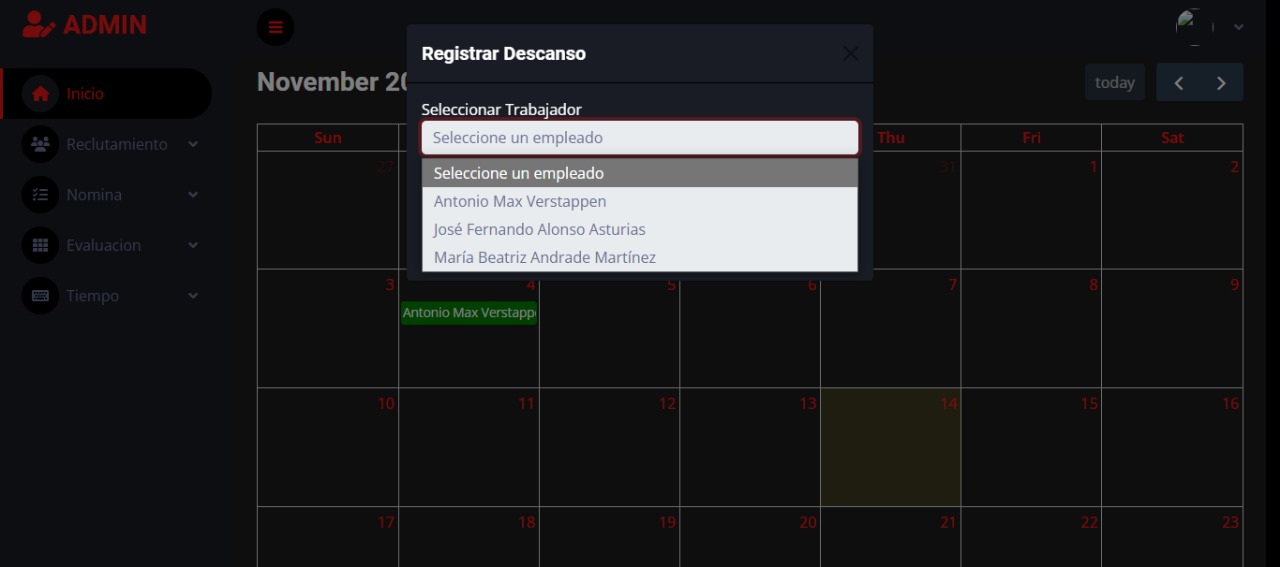 ADMIN
Registrar Descanso
November 20
today
Inicio
Seleccionar Trabajador
Seleccione un empleado
Sun
Thu
Fri
Sat
Reclutamiento
27
31
1
2
Seleccione un empleado
Nomina
Antonio Max Verstappen
José Fernando Alonso Asturias
Evaluacion
María Beatriz Andrade Martínez
Tiempo
3
4
5
6
7
8
9
Antonio Max Verstapp
10
11
12
13
14
15
16
17
18
19
20
21
22
23